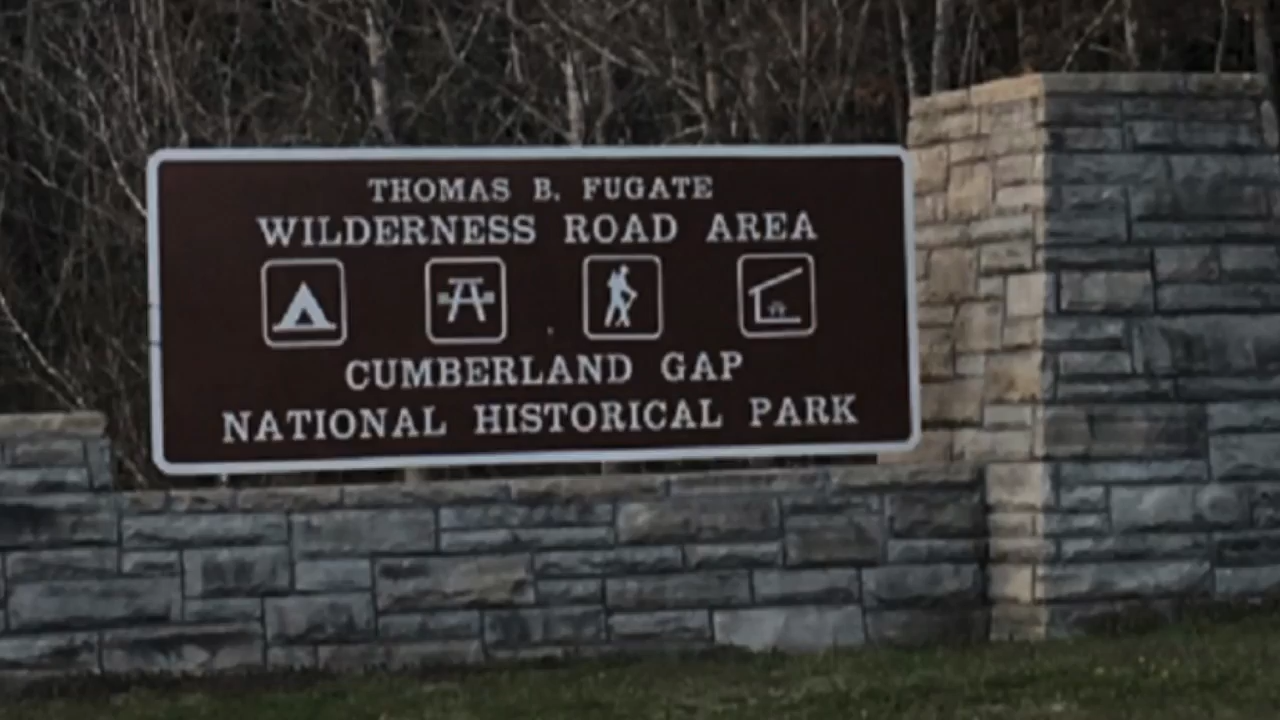 THOMAS B. FUGATE
WILDERNESS ROAD AREA
CUMBERLAND GAP
NATIONAL HISTORICAL PARK